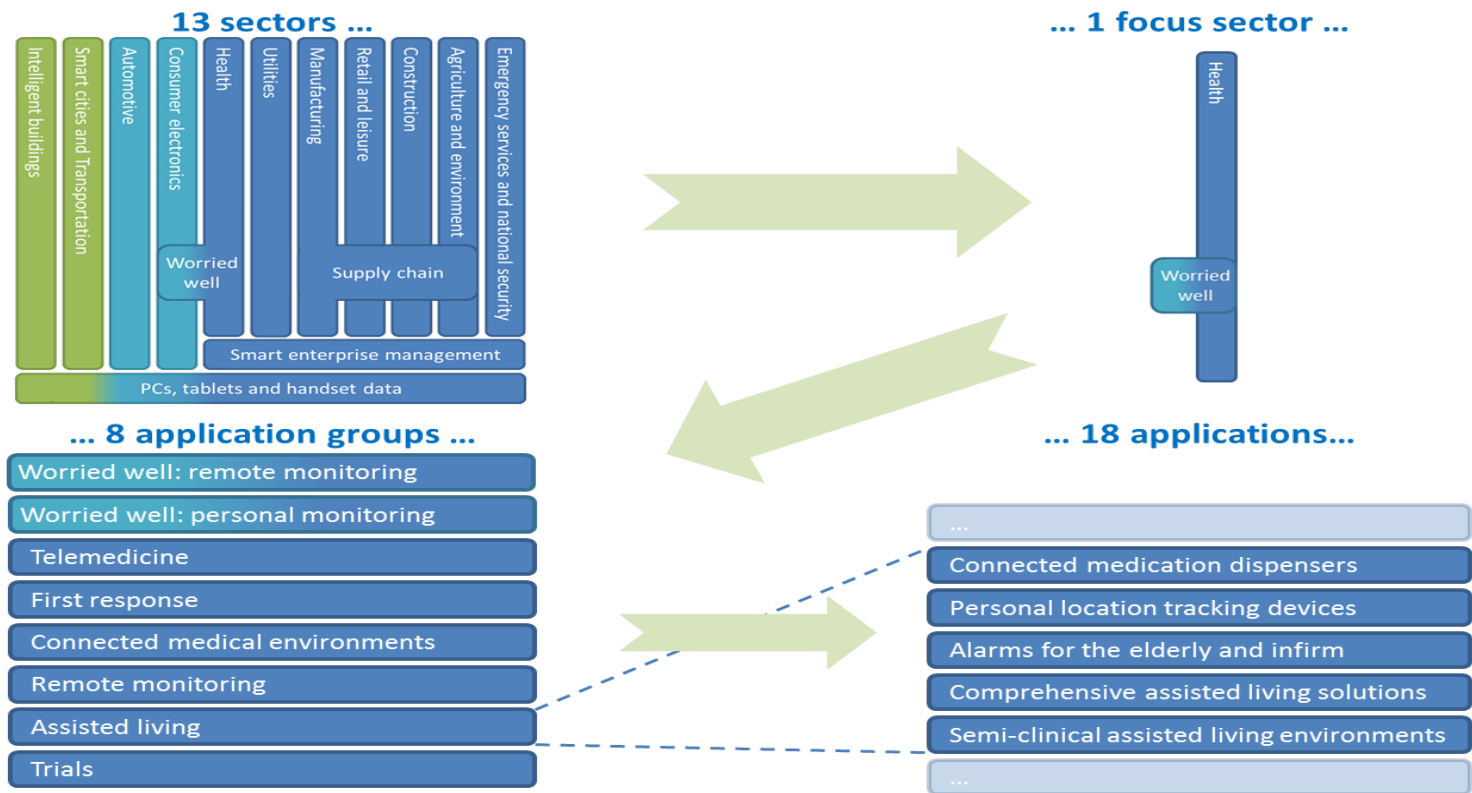 13 sectors ...
Intelligent buildings
Smart cities and Transportation
Automotive
Consumer electronics
Health
Utilities
Manufacturing
Retail and leisure
Construction
Agriculture and environment
Emergency services and national security
Worried
well
Supply chain
Smart enterprise management
PCs, tablets and handset data
... 1 focus sector ...
Health
Worried
well
... 8 application groups ...
Worried well: remote monitoring
Worried well: personal monitoring
Telemedicine
First response
Connected medical environments
Remote monitoring
Assisted living
Trials
... 18 applications...
...
Connected medication dispensers
Personal location tracking devices
Alarms for the elderly and infirm
Comprehensive assisted living solutions
Semi-clinical assisted living environments
...